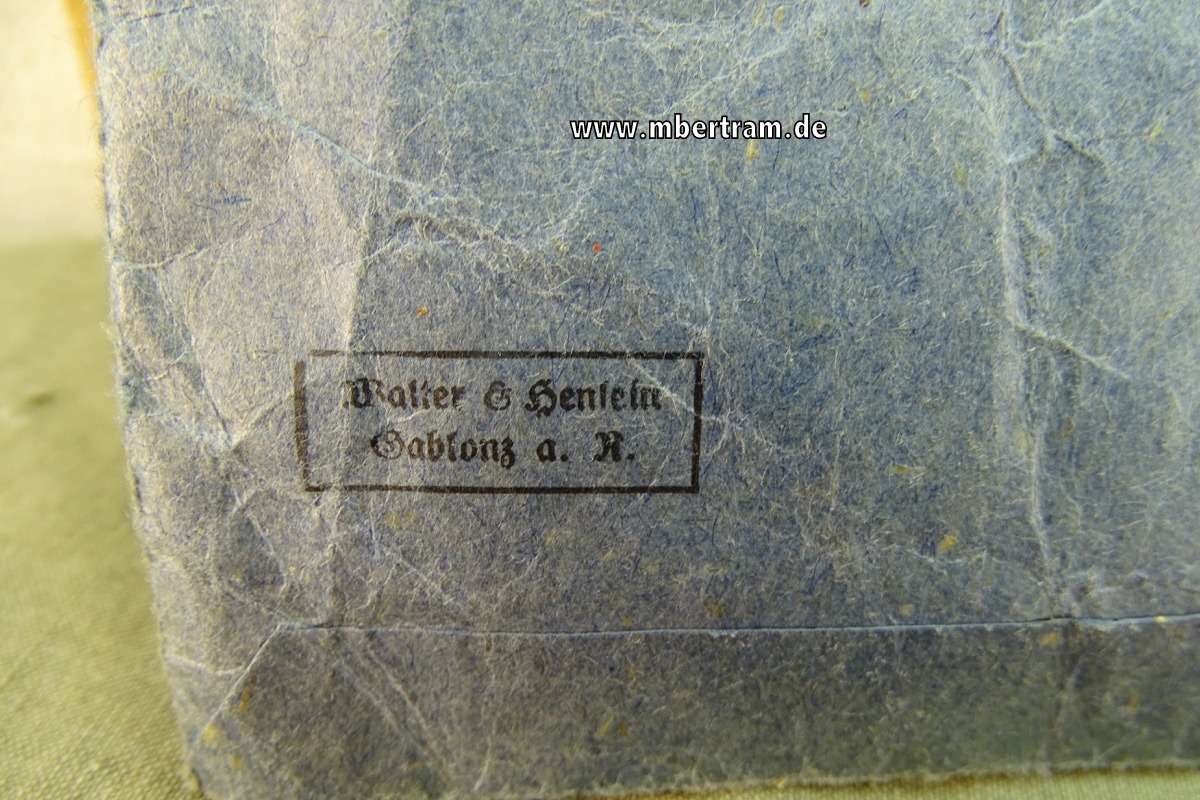 www.mbertram.de
Walter & Henlein
Gablonz a. N.